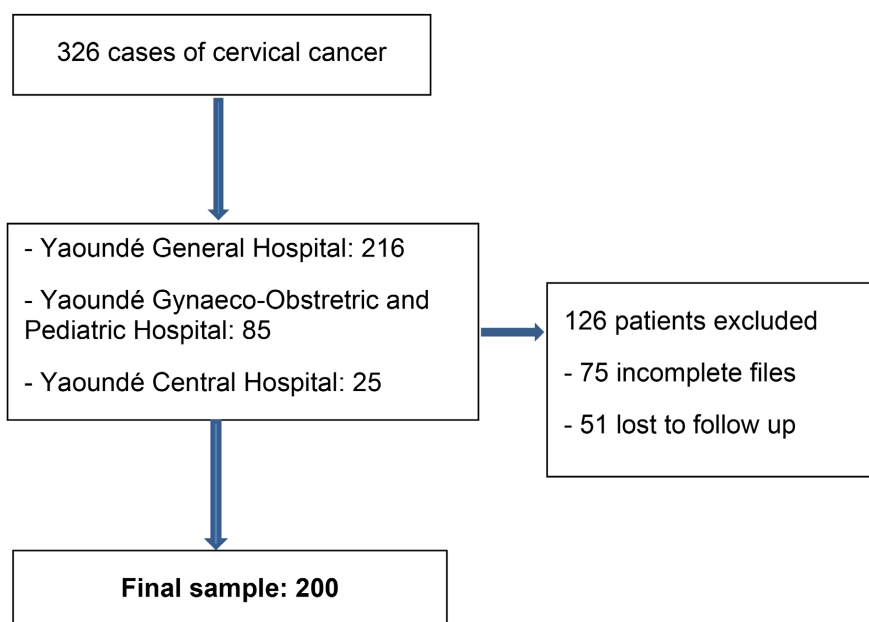 326 cases of cervical cancer
- Yaoundé General Hospital: 216
- Yaoundé Gynaeco-Obstretric and
Pediatric Hospital: 85
- Yaoundé Central Hospital: 25
126 patients excluded
- 75 incomplete files
- 51 lost to follow up
Final sample: 200